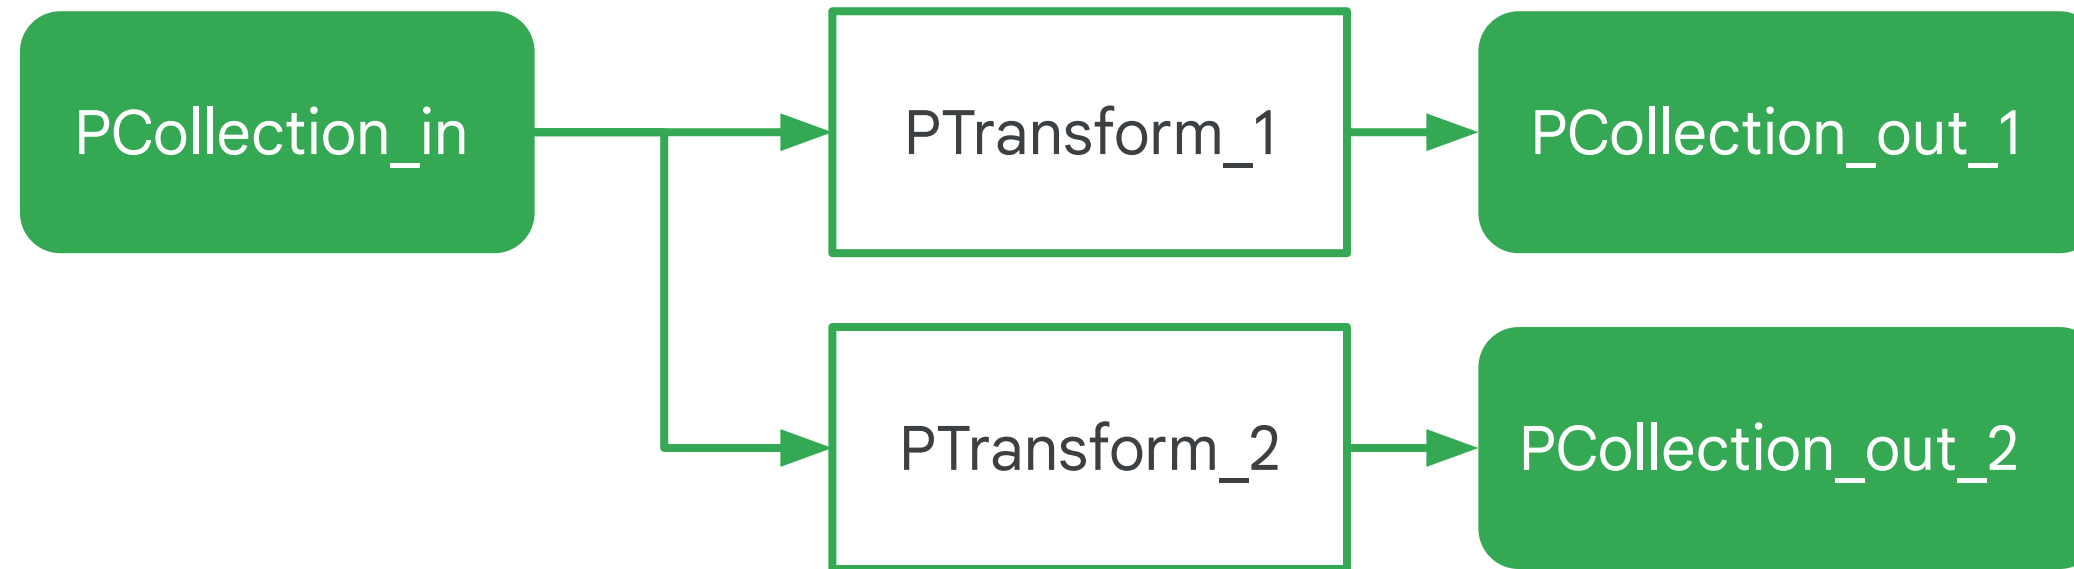 PCollection_in
PTransform_1
PCollection_out_1
PTransform_2
PCollection_out_2